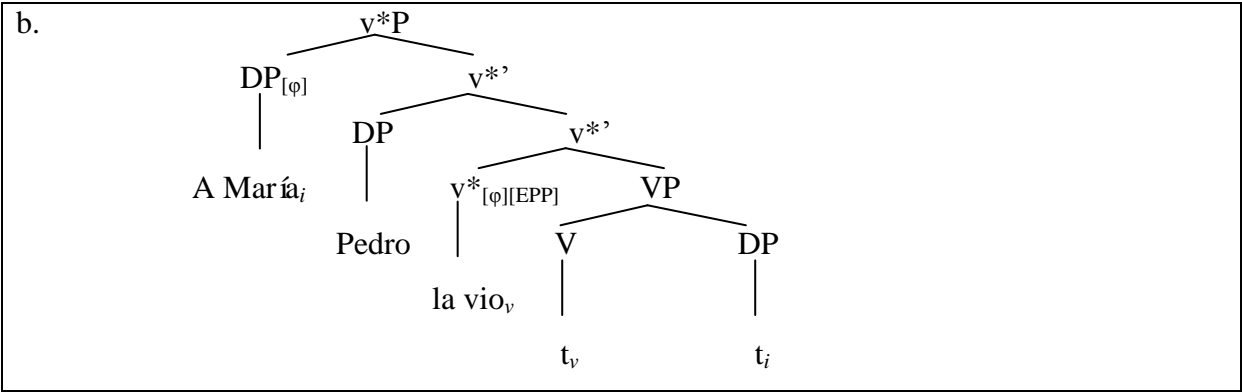 b. v*P
DP[φ] v*’
DP v*’
A Maríai v*[φ][EPP] VP
Pedro V DP
la viov
tv ti